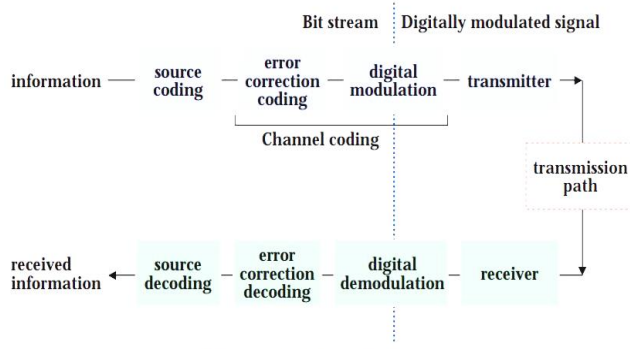 Bit stream
Digitally modulated signal
information
source
coding
error
correction
coding
digital
modulation
transmitter
Channel coding
transmission
path
received
information
source
decoding
error
correction
decoding
digital
demodulation
receiver